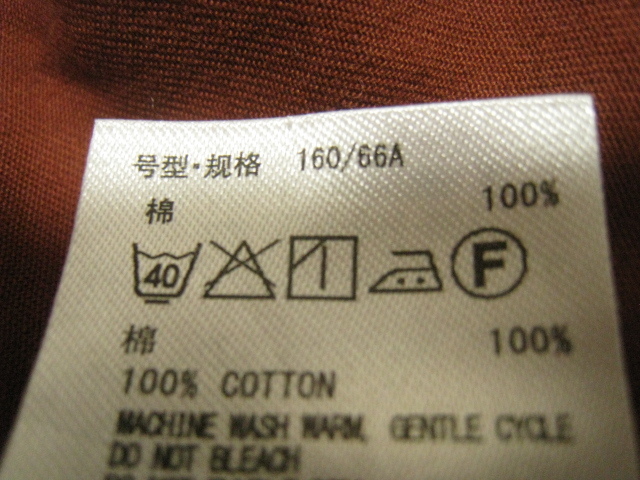 号型·规格 160/66A
棉 100%
40 F
棉 100%
100% COTTON
MACHINE WASH WARM, GENTLE CYCLE
DO NOT BLEACH